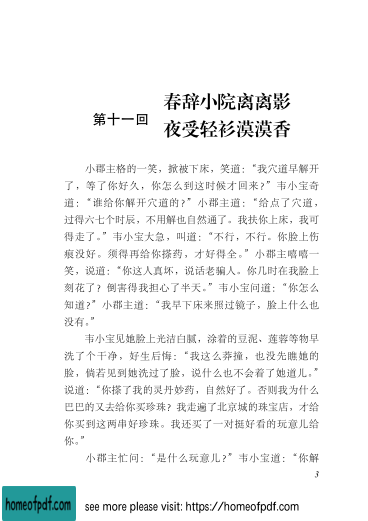 第十一回
春辞小院离离影
夜受轻衫漠漠香
小郡主格的一笑，掀被下床，笑道：“我穴道早解开
了，等了你好久，你怎么到这时候才回来？”韦小宝奇
道：“谁给你解开穴道的？”小郡主道：“给点了穴道，
过得六七个时辰，不用解也自然通了。我扶你上床，我可
得走了。”韦小宝大急，叫道：“不行，不行。你脸上伤
痕没好。须得再给你搽药，才好得全。”小郡主嘻嘻一
笑，说道：“你这人真坏，说话老骗人。你几时在我脸上
刻花了？倒害得我担心了半天。”韦小宝问道：“你怎么
知道？”小郡主道：“我早下床来照过镜子，脸上什么也
没有。”
韦小宝见她脸上光洁白腻，涂着的豆泥、莲蓉等物早
洗了个干净，好生后悔：“我这么莽撞，也没先瞧她的
脸，倘若见到她洗过了脸，说什么也不会着了她道儿。”
说道：“你搽了我的灵丹妙药，自然好了。否则我为什么
巴巴的又去给你买珍珠？我走遍了北京城的珠宝店，才给
你买到这两串好珍珠。我还买了一对挺好看的玩意儿给
你。”
小郡主忙问：“是什么玩意儿？”韦小宝道：“你解
3
homeofpdf.com
see more please visit: https://homeofpdf.com